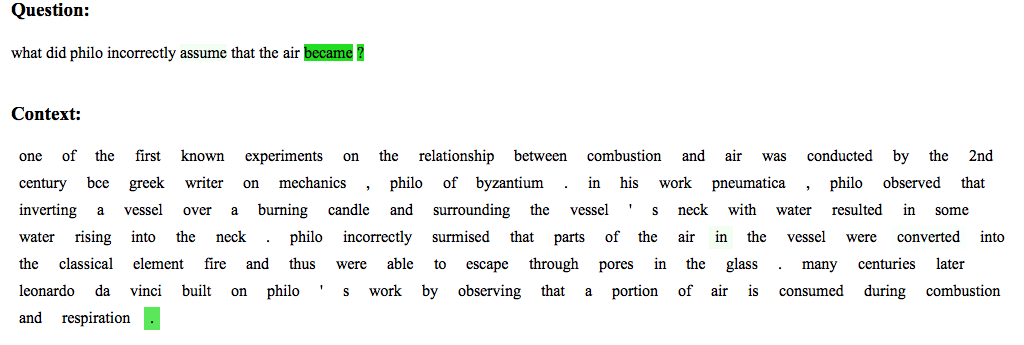 Question:
what did philo incorrectly assume that the air became ?
Context:
one of the first known experiments on the relationship between combustion and air was conducted by the 2nd
century bce greek writer on mechanics , philo of byzantium . in his work pneumatica , philo observed that
inverting a vessel over a burning candle and surrounding the vessel ' s neck with water resulted in some
water rising into the neck . philo incorrectly surmised that parts of the air in the vessel were converted into
the classical element fire and thus were able to escape through pores in the glass . many centuries later
leonardo da vinci built on philo ' s work by observing that a portion of air is consumed during combustion
and respiration .